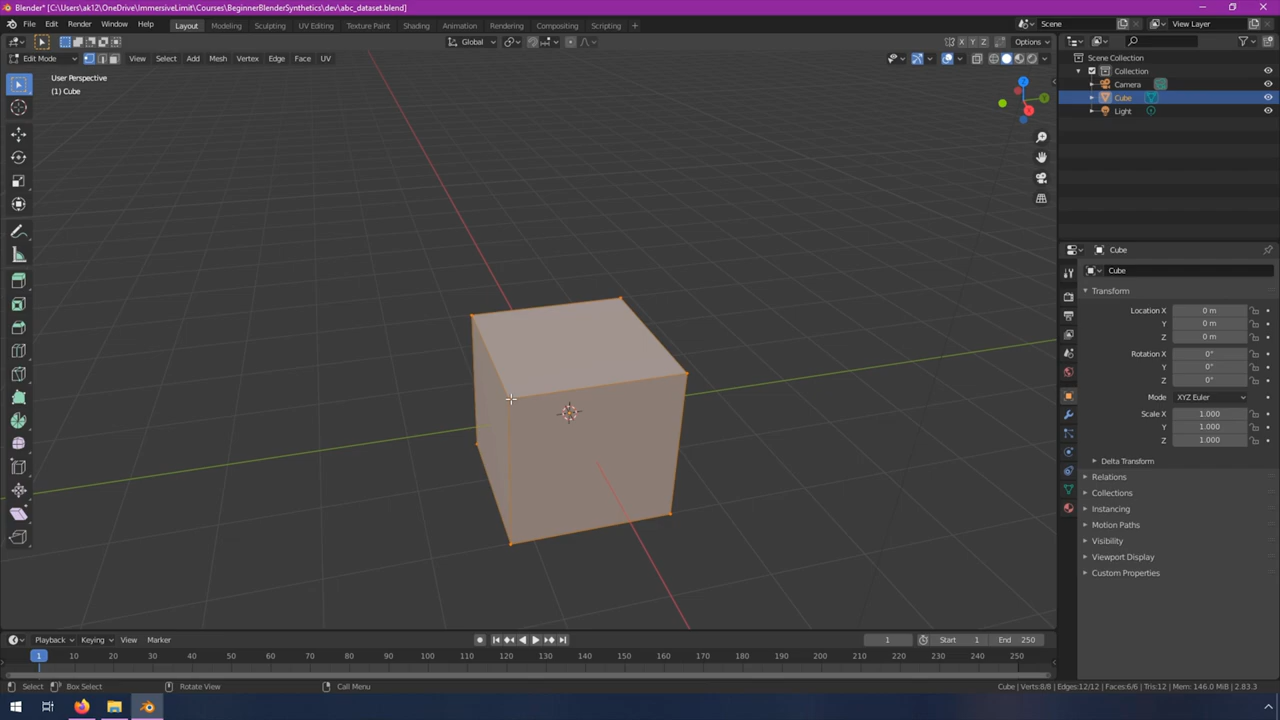 Blender* [C:\Users\ak12\OneDrive\ImmersiveLimit\Courses\BeginnerBlenderSynthetics\dev\abc_dataset.blend]
File Edit Render Window Help Layout Modeling Sculpting UV Editing Texture Paint Shading Animation Rendering Compositing Scripting + Scene View Layer
Global X Y Z Options
Edit Mode View Select Add Mesh Vertex Edge Face UV
User Perspective
(1) Cube
Scene Collection
Collection
Camera
Cube
Light
Z
Y
X
Cube
Cube
Transform
Location X 0 m
Y 0 m
Z 0 m
Rotation X 0°
Y 0°
Z 0°
Mode XYZ Euler
Scale X 1.000
Y 1.000
Z 1.000
Delta Transform
Relations
Collections
Instancing
Motion Paths
Visibility
Viewport Display
Custom Properties
Playback Keying View Marker 1 Start 1 End 250
1 10 20 30 40 50 60 70 80 90 100 110 120 130 140 150 160 170 180 190 200 210 220 230 240 250
Select Box Select Rotate View Call Menu Cube | Verts:8/8 | Edges:12/12 | Faces:6/6 | Tris:12 | Mem: 146.0 MiB | 2.83.3